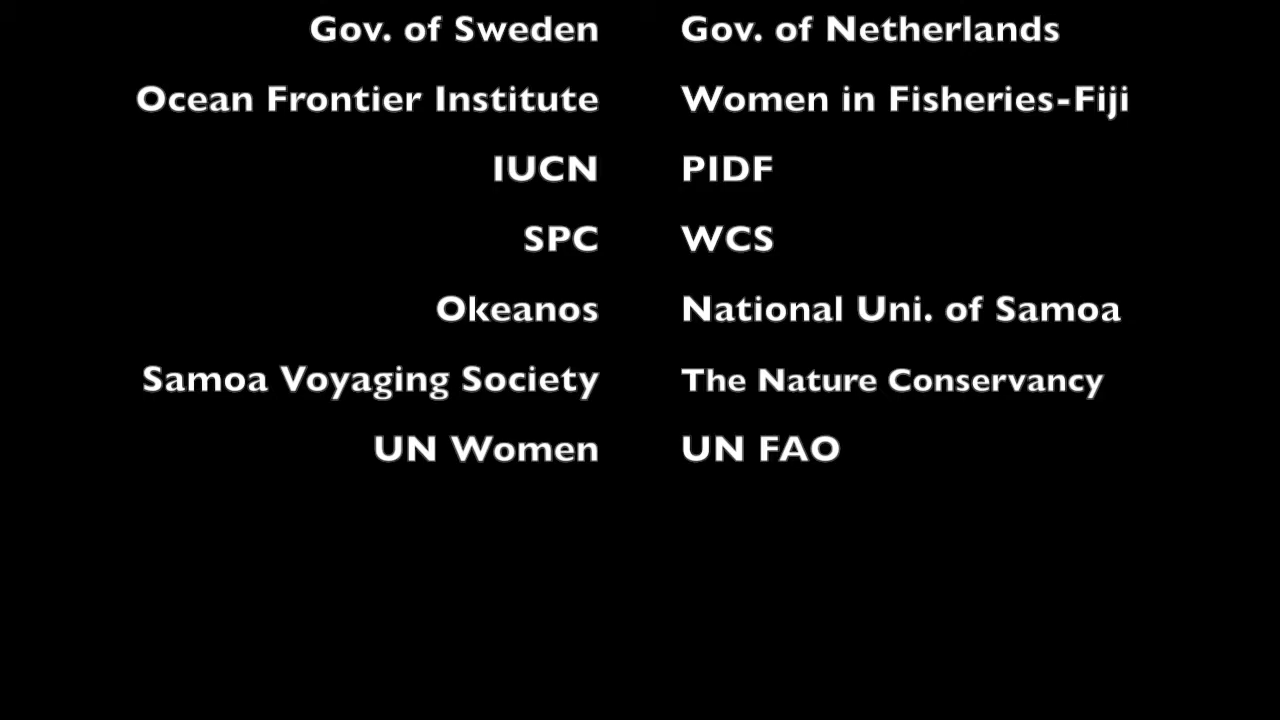 Gov. of Sweden Gov. of Netherlands
Ocean Frontier Institute Women in Fisheries-Fiji
IUCN PIDF
SPC WCS
Okeanos National Uni. of Samoa
Samoa Voyaging Society The Nature Conservancy
UN Women UN FAO